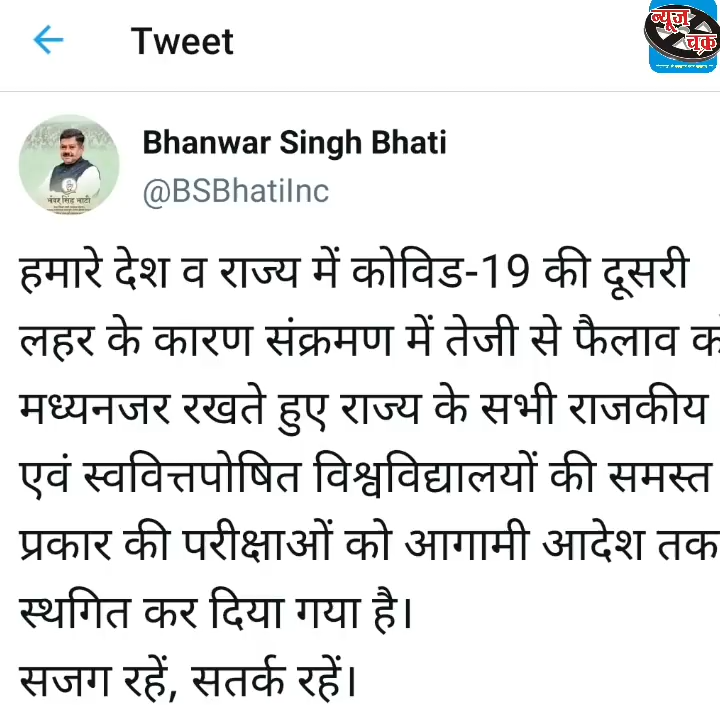 Tweet
न्यूज
चक्र
Bhanwar Singh Bhati
@BSBhatiInc
भंवर सिंह भाटी
हमारे देश व राज्य में कोविड-19 की दूसरी
लहर के कारण संक्रमण में तेजी से फैलाव को
मध्यनजर रखते हुए राज्य के सभी राजकीय
एवं स्ववित्तपोषित विश्वविद्यालयों की समस्त
प्रकार की परीक्षाओं को आगामी आदेश तक
स्थगित कर दिया गया है।
सजग रहें, सतर्क रहें।